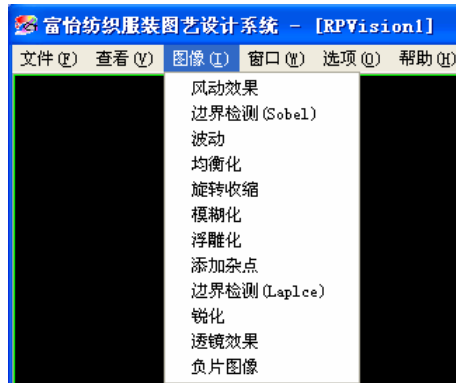 富怡纺织服装图艺设计系统 - [RPVision1]
文件(F) 查看(V) 图像(I) 窗口(W) 选项(O) 帮助(H)
风动效果
边界检测(Sobel)
波动
均衡化
旋转收缩
模糊化
浮雕化
添加杂点
边界检测(Laplce)
锐化
透镜效果
负片图像